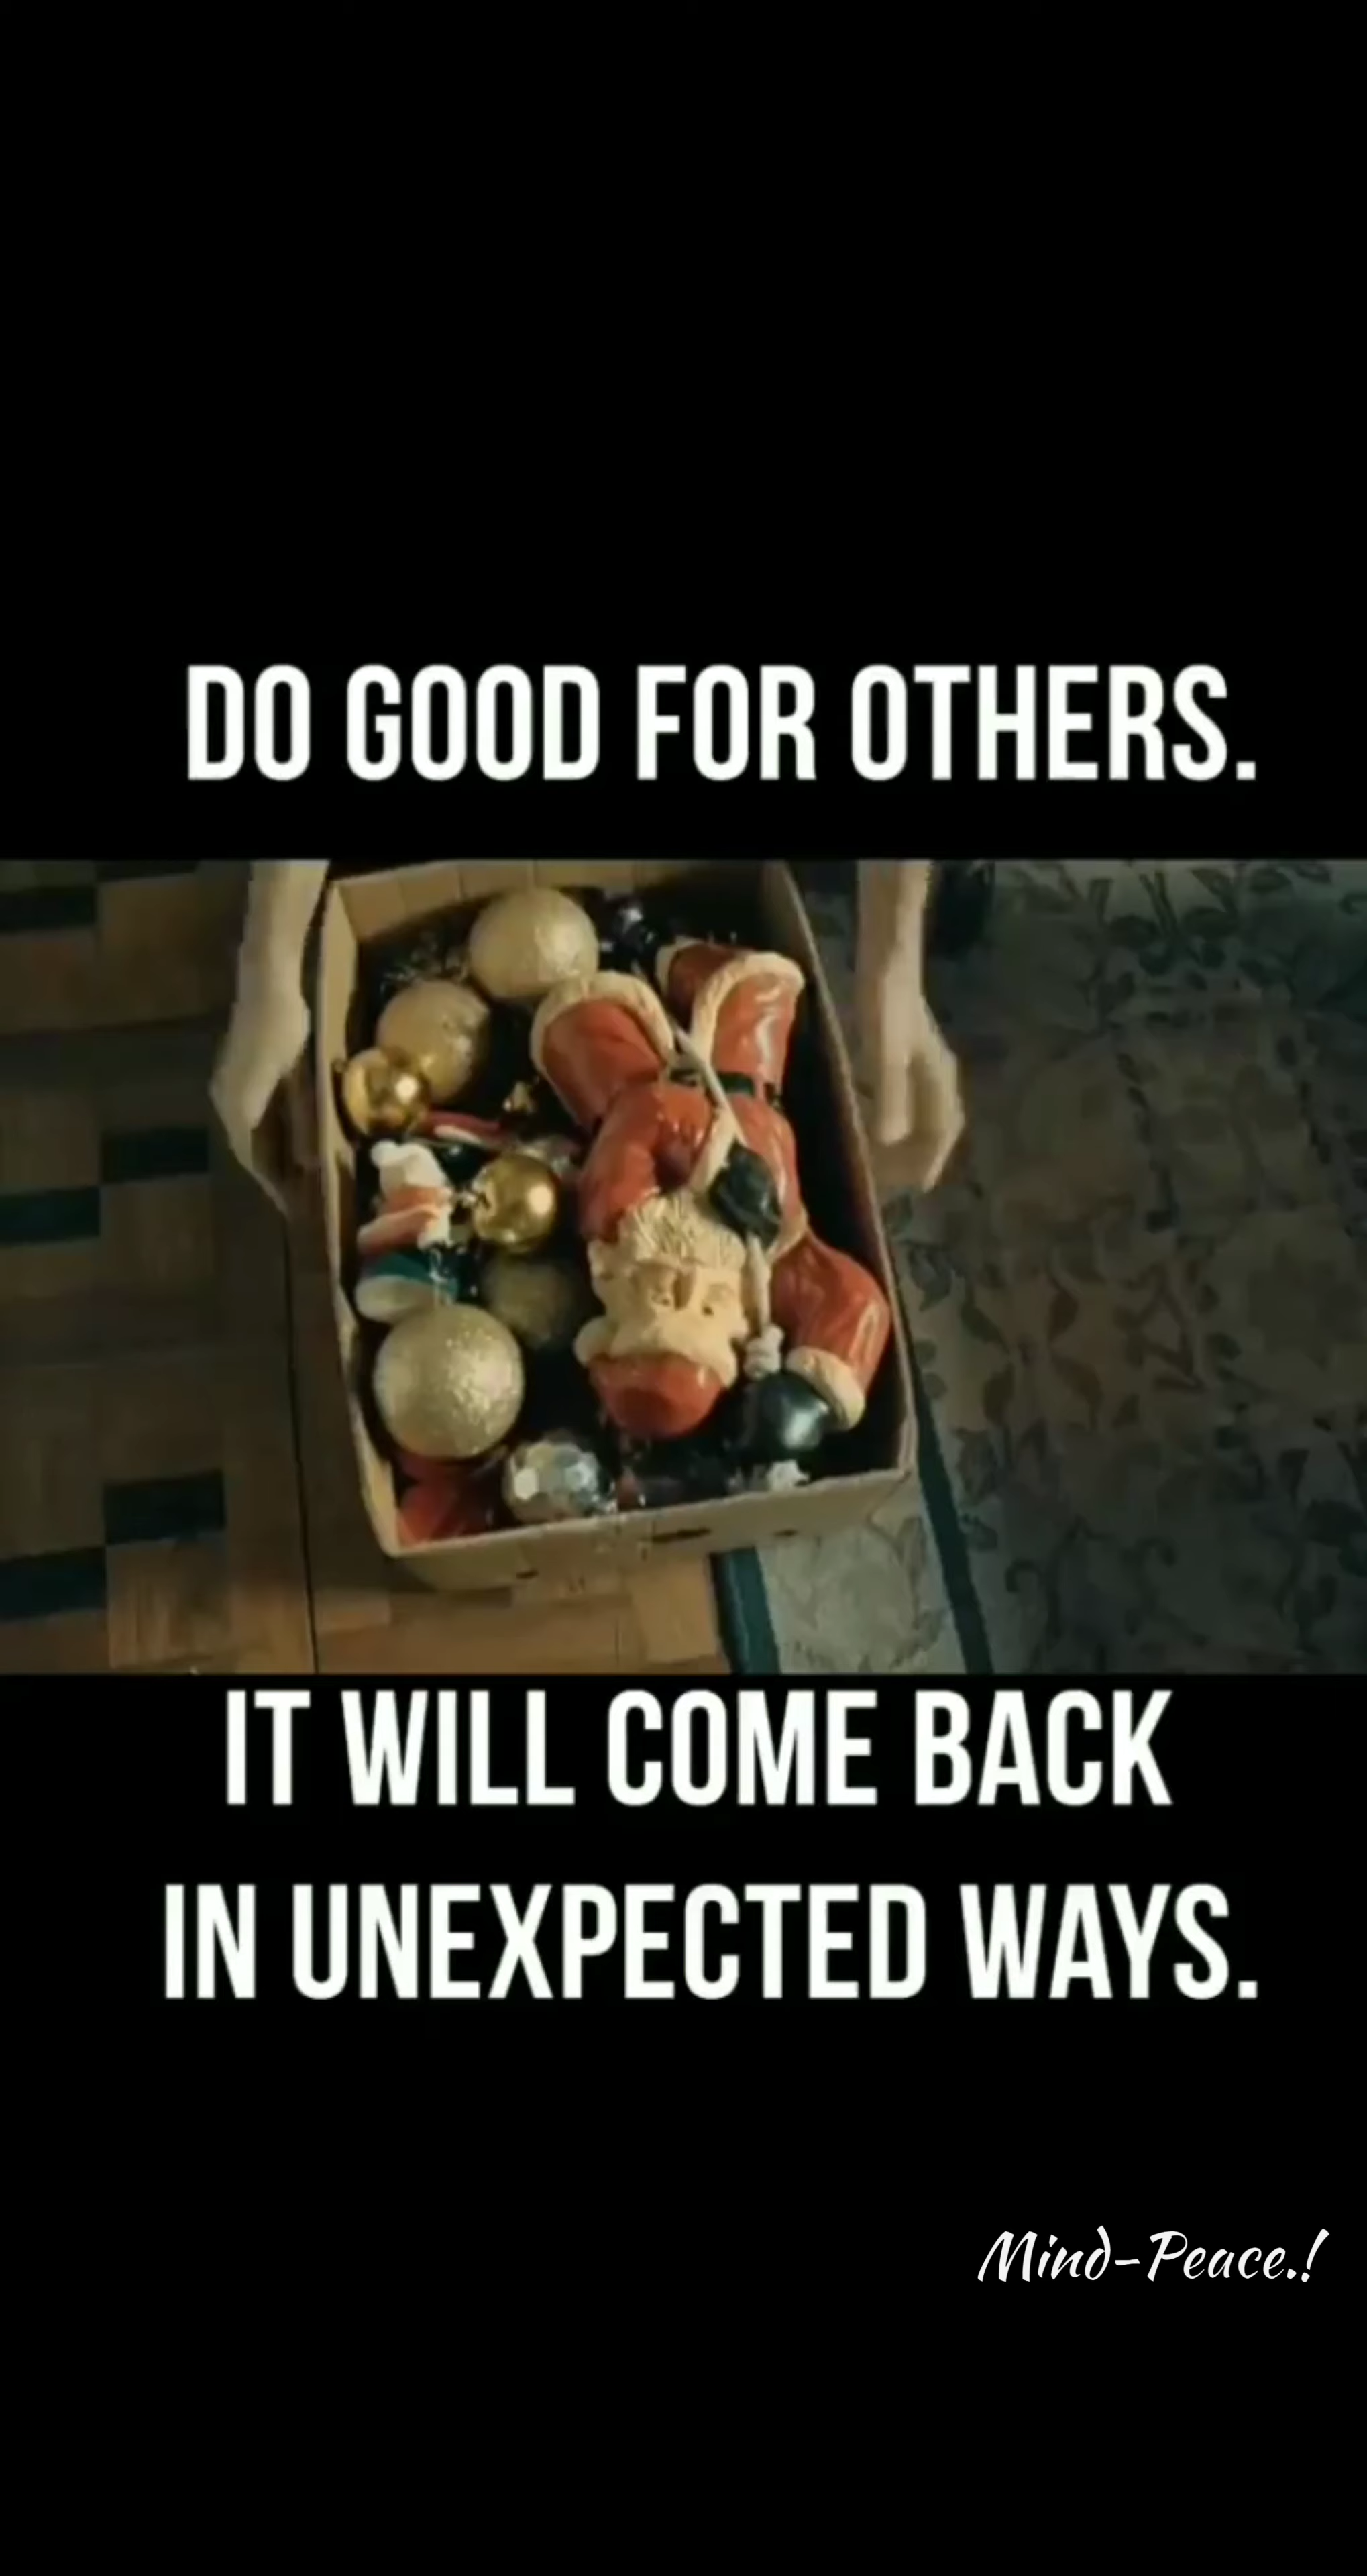 DO GOOD FOR OTHERS.
IT WILL COME BACK
IN UNEXPECTED WAYS.
Mind-Peace.!